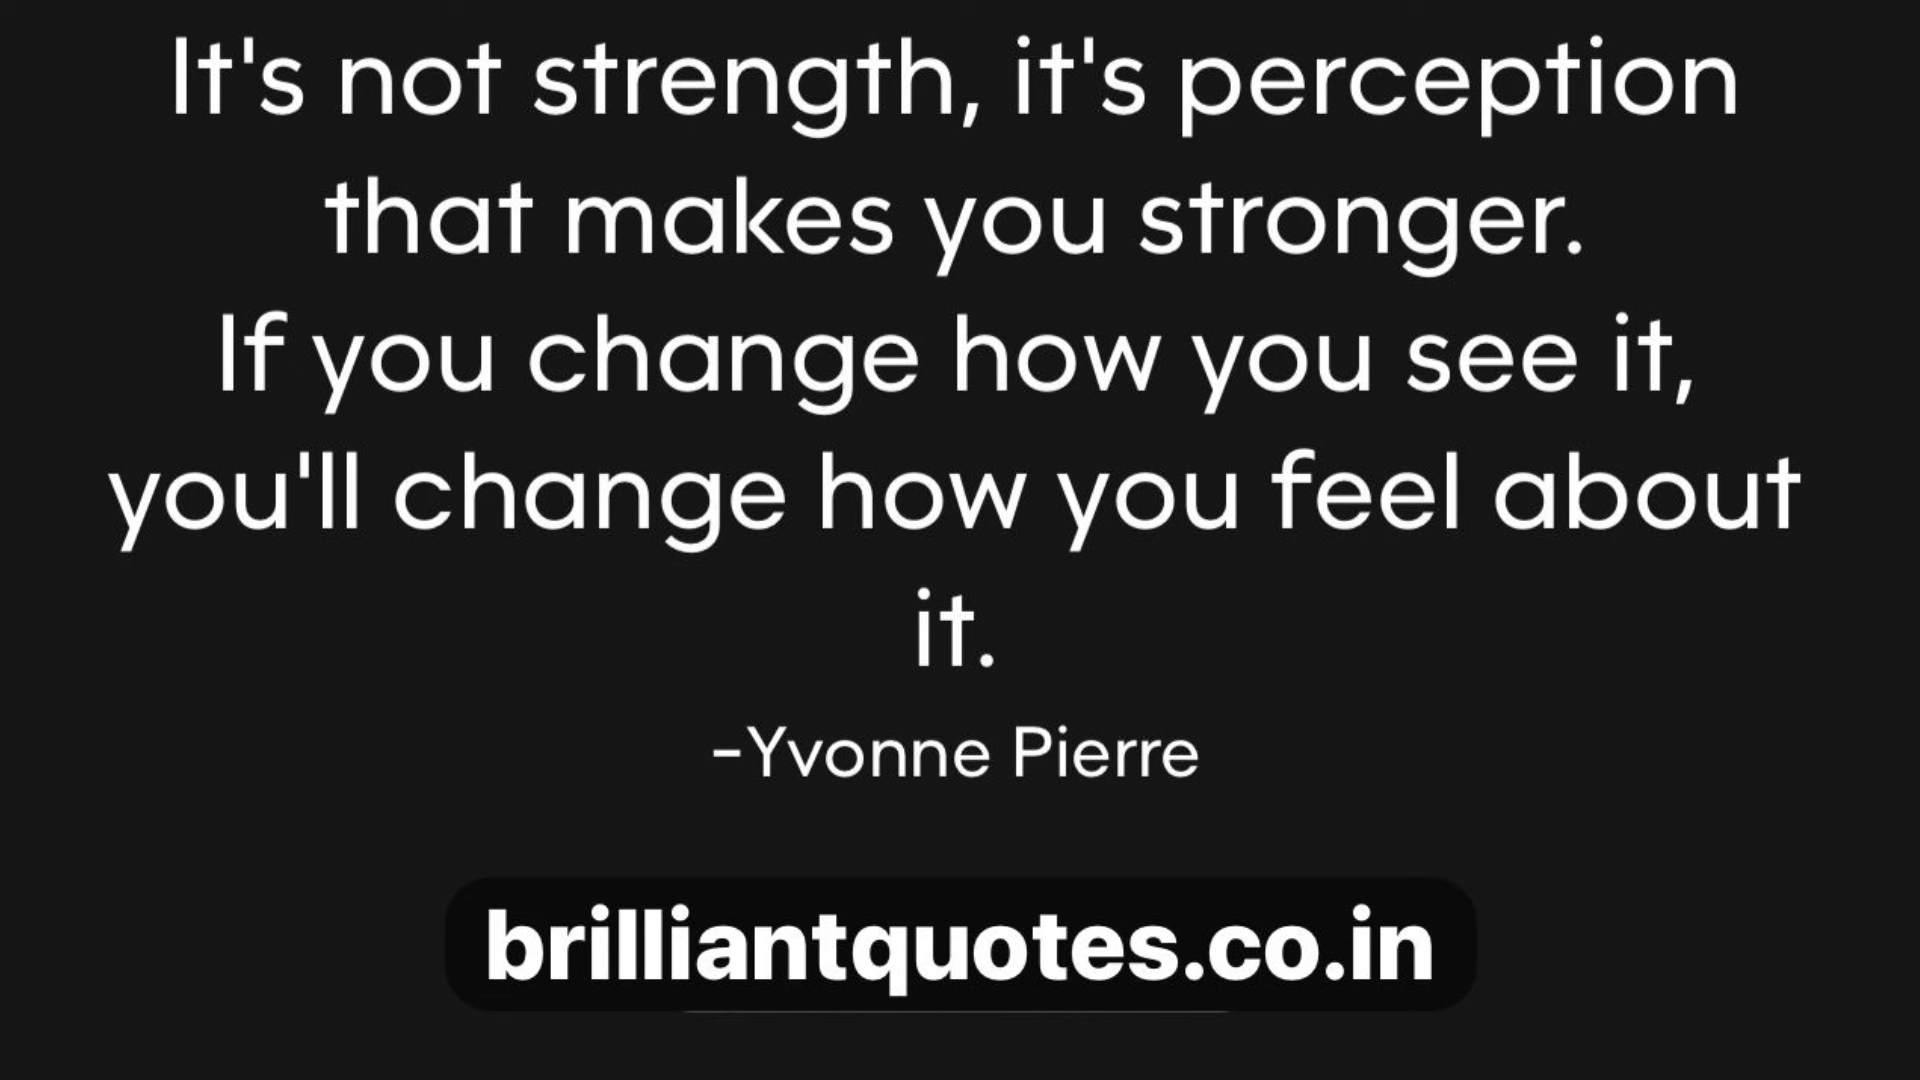 It's not strength, it's perception
that makes you stronger.
If you change how you see it,
you'll change how you feel about
it.
-Yvonne Pierre
brilliantquotes.co.in